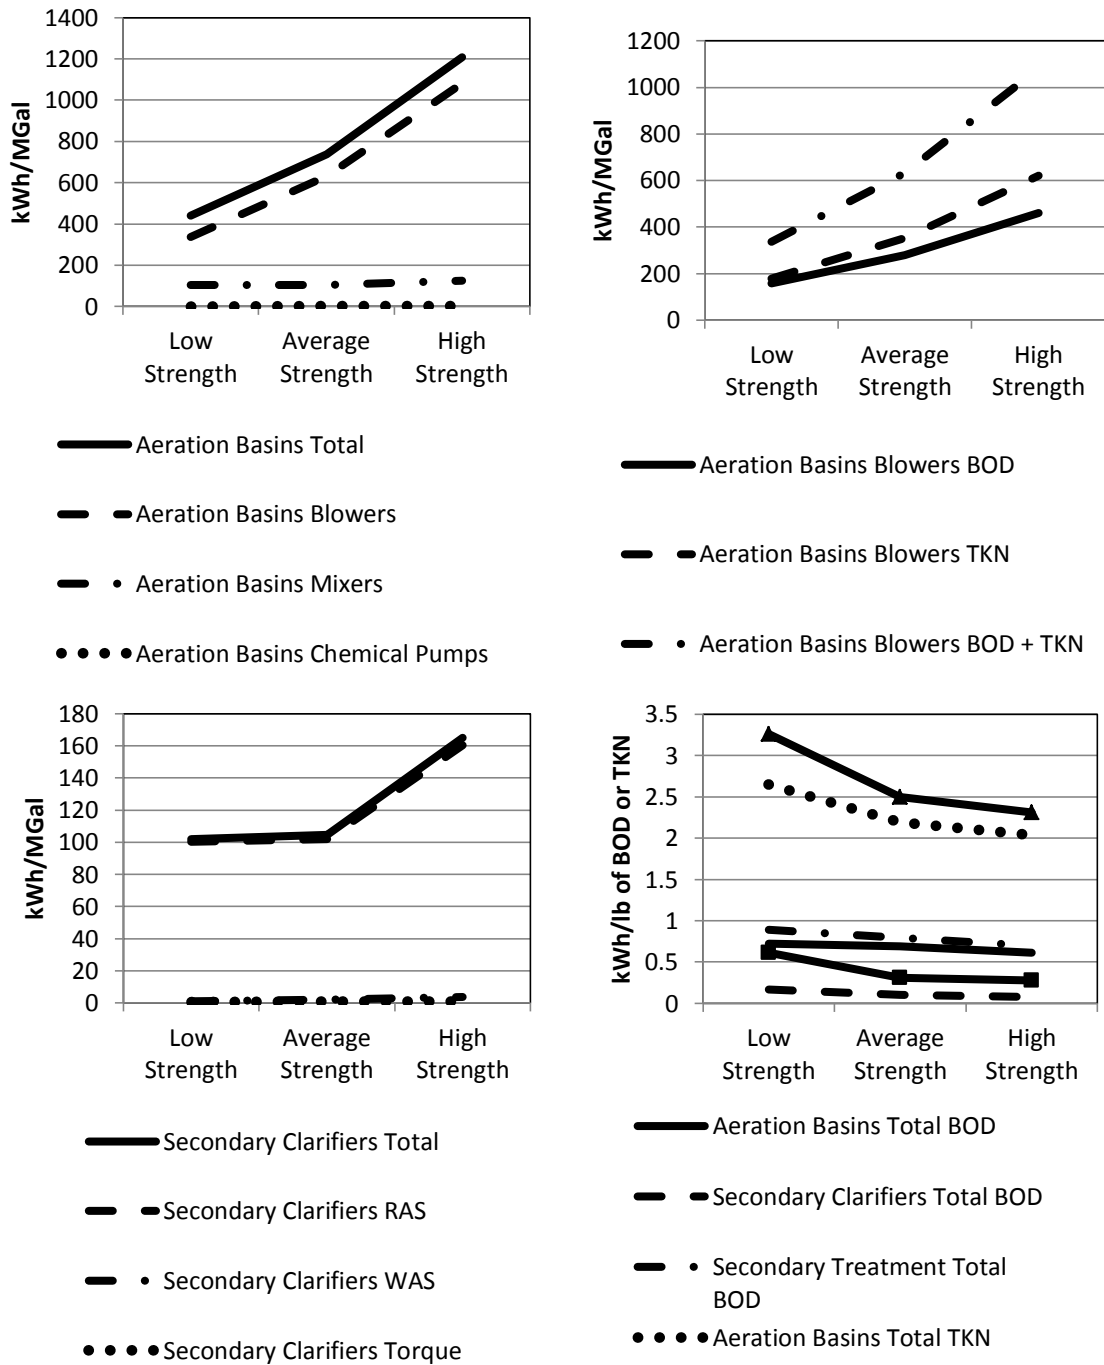 1400
1200
1000
800
600
400
200
0
kWh/MGal
Low
Strength
Average
Strength
High
Strength
Aeration Basins Total
Aeration Basins Blowers
Aeration Basins Mixers
Aeration Basins Chemical Pumps
1200
1000
800
600
400
200
0
kWh/MGal
Low
Strength
Average
Strength
High
Strength
Aeration Basins Blowers BOD
Aeration Basins Blowers TKN
Aeration Basins Blowers BOD + TKN
180
160
140
120
100
80
60
40
20
0
kWh/MGal
Low
Strength
Average
Strength
High
Strength
Secondary Clarifiers Total
Secondary Clarifiers RAS
Secondary Clarifiers WAS
Secondary Clarifiers Torque
3.5
3
2.5
2
1.5
1
0.5
0
kWh/lb of BOD or TKN
Low
Strength
Average
Strength
High
Strength
Aeration Basins Total BOD
Secondary Clarifiers Total BOD
Secondary Treatment Total
BOD
Aeration Basins Total TKN